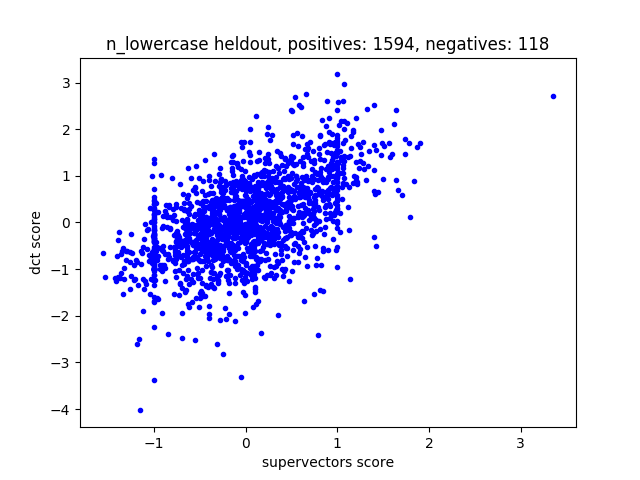 n_lowercase heldout, positives: 1594, negatives: 118
3
2
1
0
−1
−2
−3
−4
dct score
−1 0 1 2 3
supervectors score